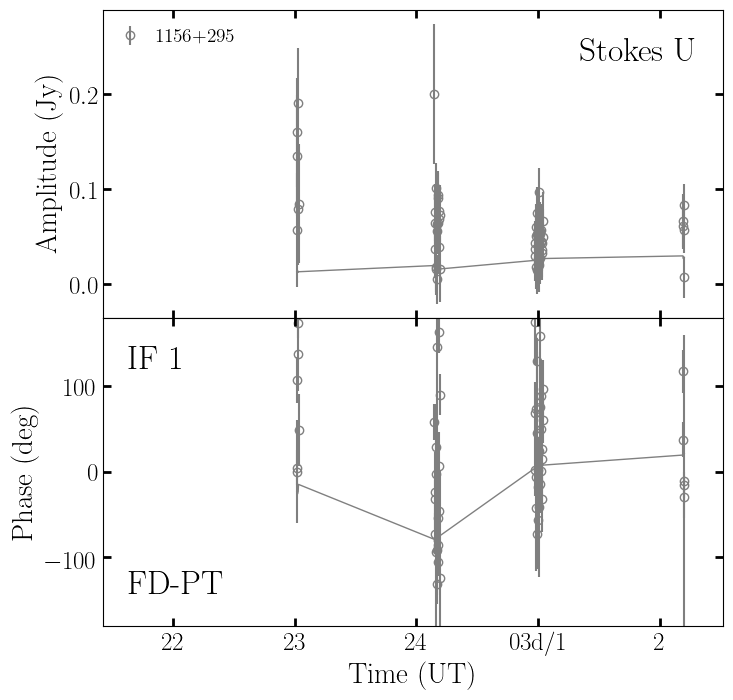 1156+295
Stokes U
Amplitude (Jy)
0.2
0.1
0.0
IF 1
Phase (deg)
100
0
−100
FD-PT
22 23 24 03d/1 2
Time (UT)